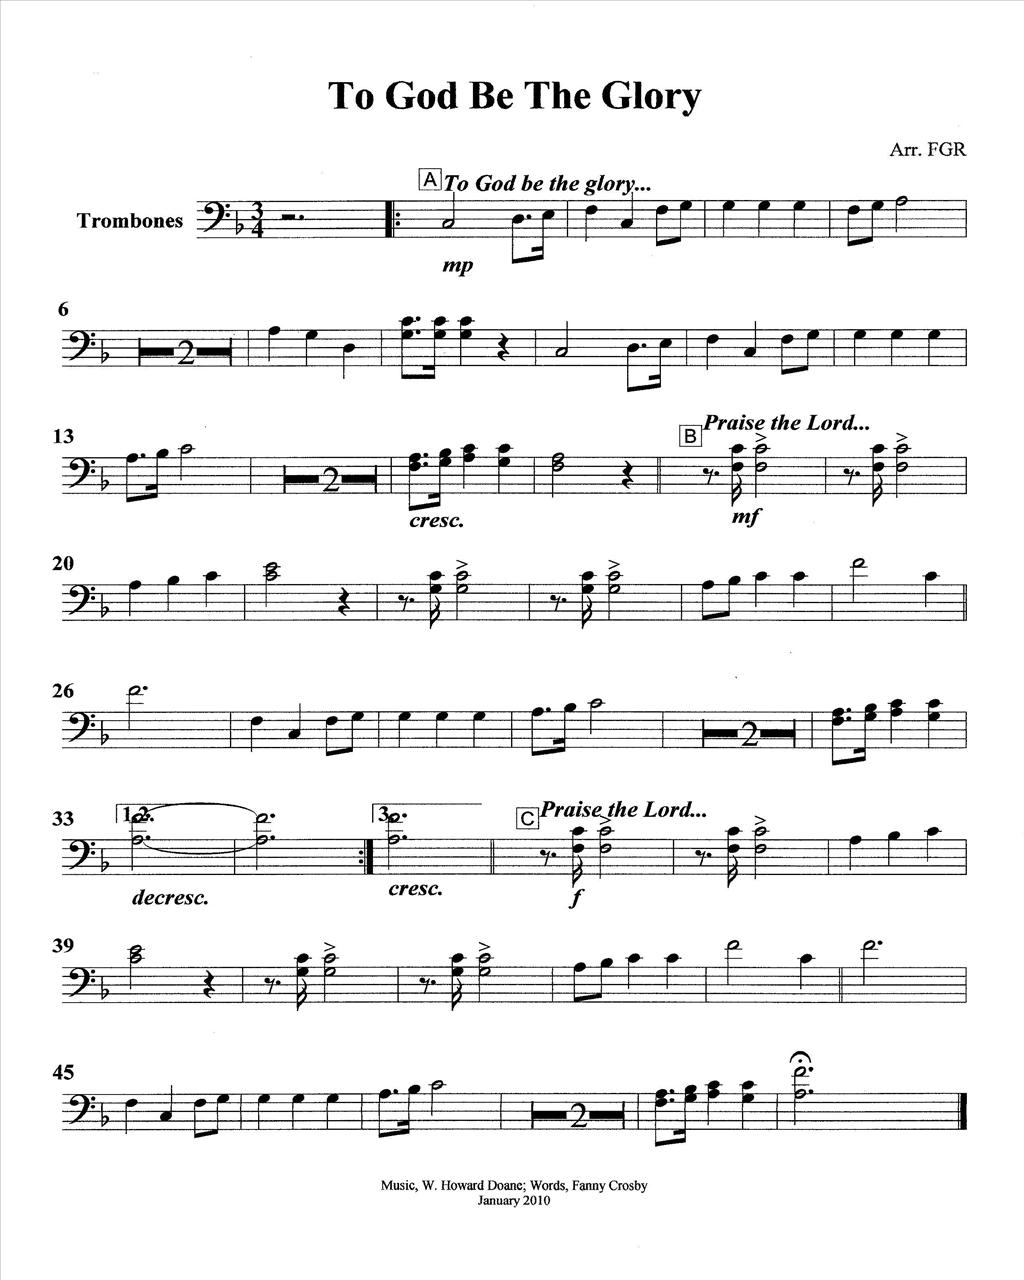 To God Be The Glory
Arr. FGR
A To God be the glory...
Trombones
3
4
mp
6
2
13
B Praise the Lord...
2
cresc.
mf
20
26
2
33
1.2.
3.
C Praise the Lord...
decresc.
cresc.
f
39
45
2
Music, W. Howard Doane; Words, Fanny Crosby
January 2010